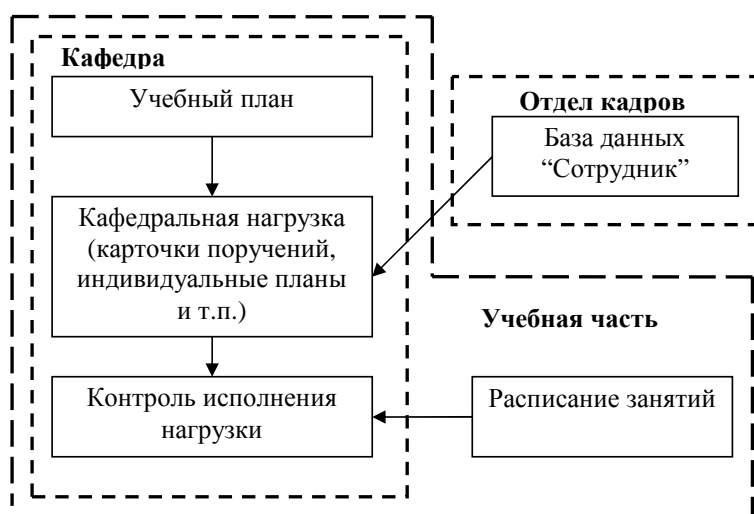 Кафедра
Учебный план
Отдел кадров
База данных
“Сотрудник”
Кафедральная нагрузка
(карточки поручений,
индивидуальные планы
и т.п.)
Учебная часть
Контроль исполнения
нагрузки
Расписание занятий